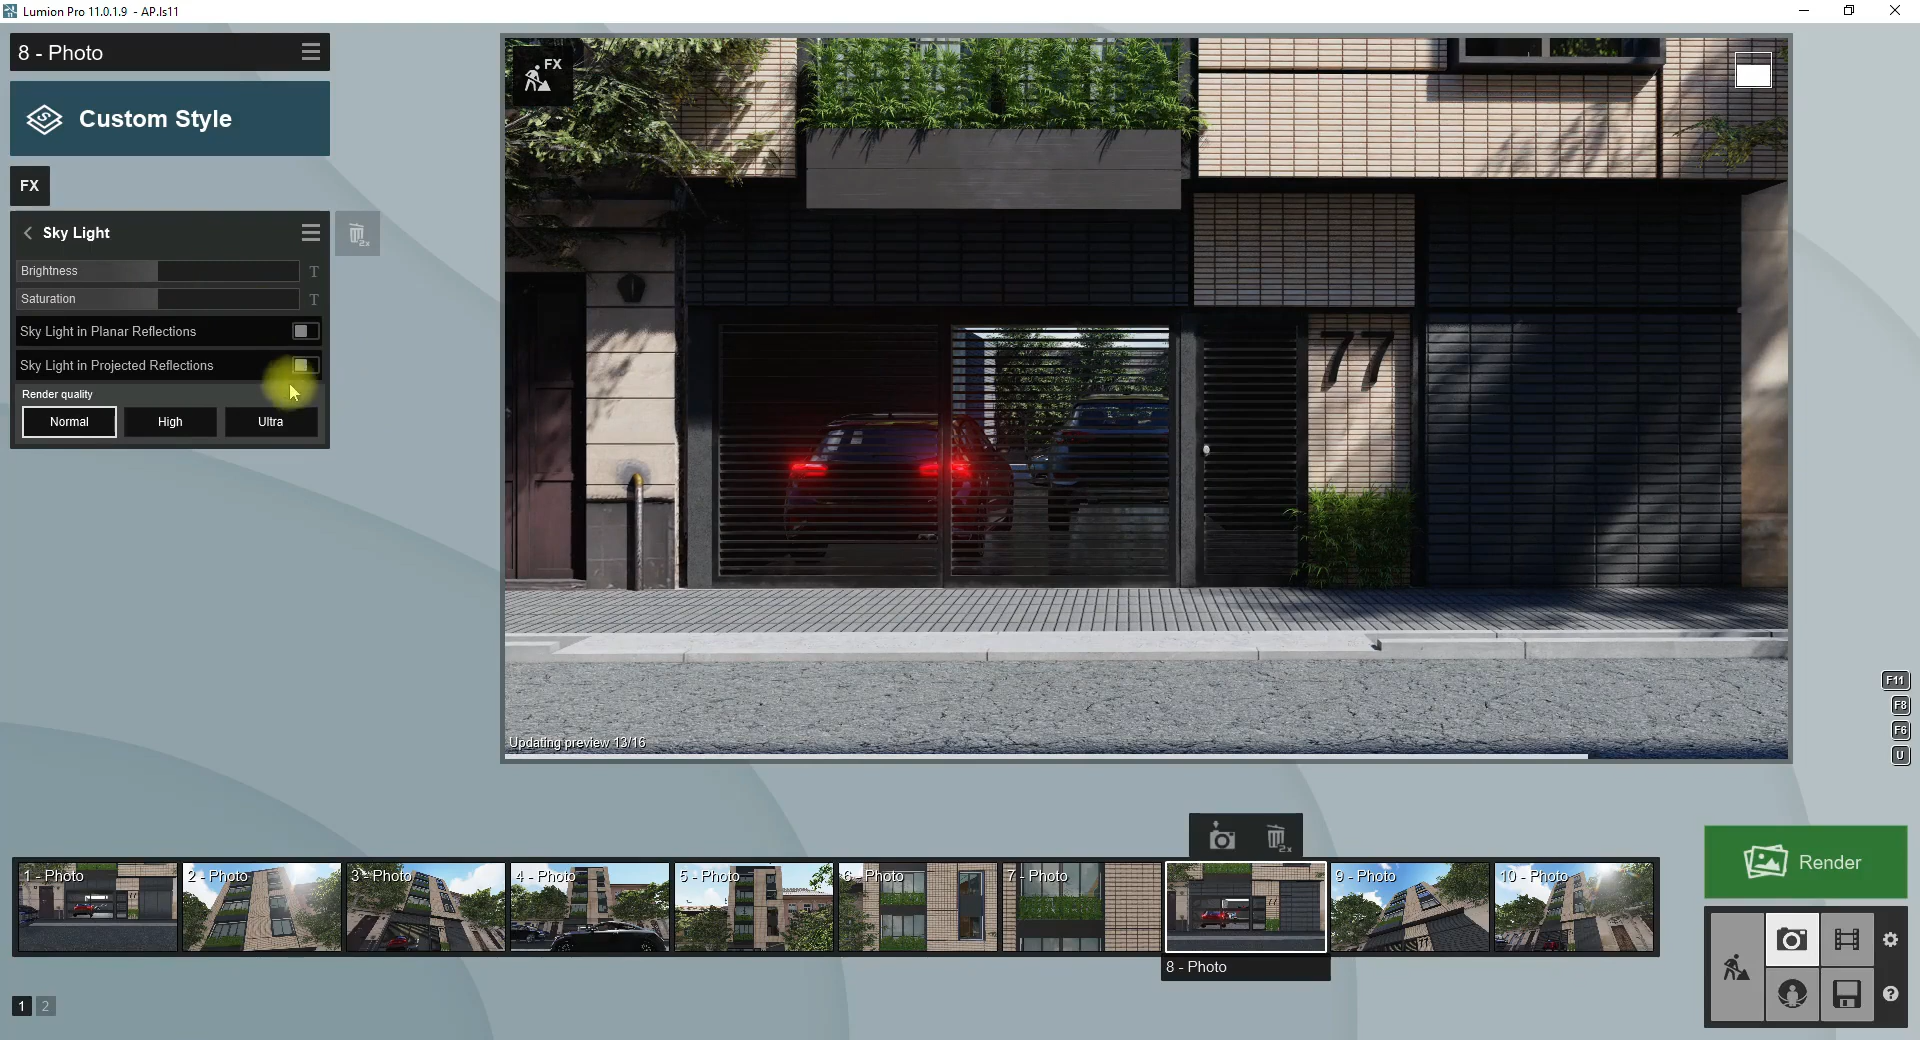 Lumion Pro 11.0.1.9 - AP.ls11
8 - Photo
Custom Style
FX
Sky Light
Brightness
T
Saturation
T
Sky Light in Planar Reflections
Sky Light in Projected Reflections
Render quality
Normal
High
Ultra
2x
FX
77
Updating preview 13/16
F11
F8
F6
U
2x
1 - Photo
2 - Photo
3 - Photo
4 - Photo
5 - Photo
6 - Photo
7 - Photo
9 - Photo
10 - Photo
8 - Photo
1
2
Render
?